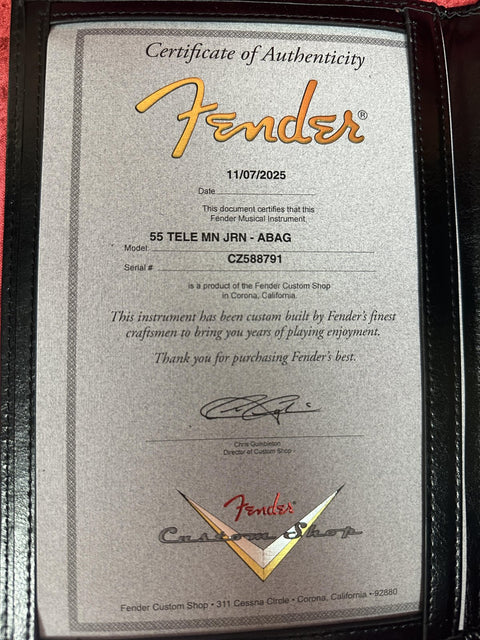 Certificate of Authenticity
Fender®
11/07/2025
Date
This document certifies that this
Fender Musical Instrument
55 TELE MN JRN - ABAG
Model
CZ588791
Serial #
is a product of the Fender Custom Shop
in Corona, California.
This instrument has been custom built by Fender's finest
craftsmen to bring you years of playing enjoyment.
Thank you for purchasing Fender's best.
Chris Gumbleton
Director of Custom Shop
Fender
Custom Shop
Fender Custom Shop • 311 Cessna Circle • Corona, California • 92880